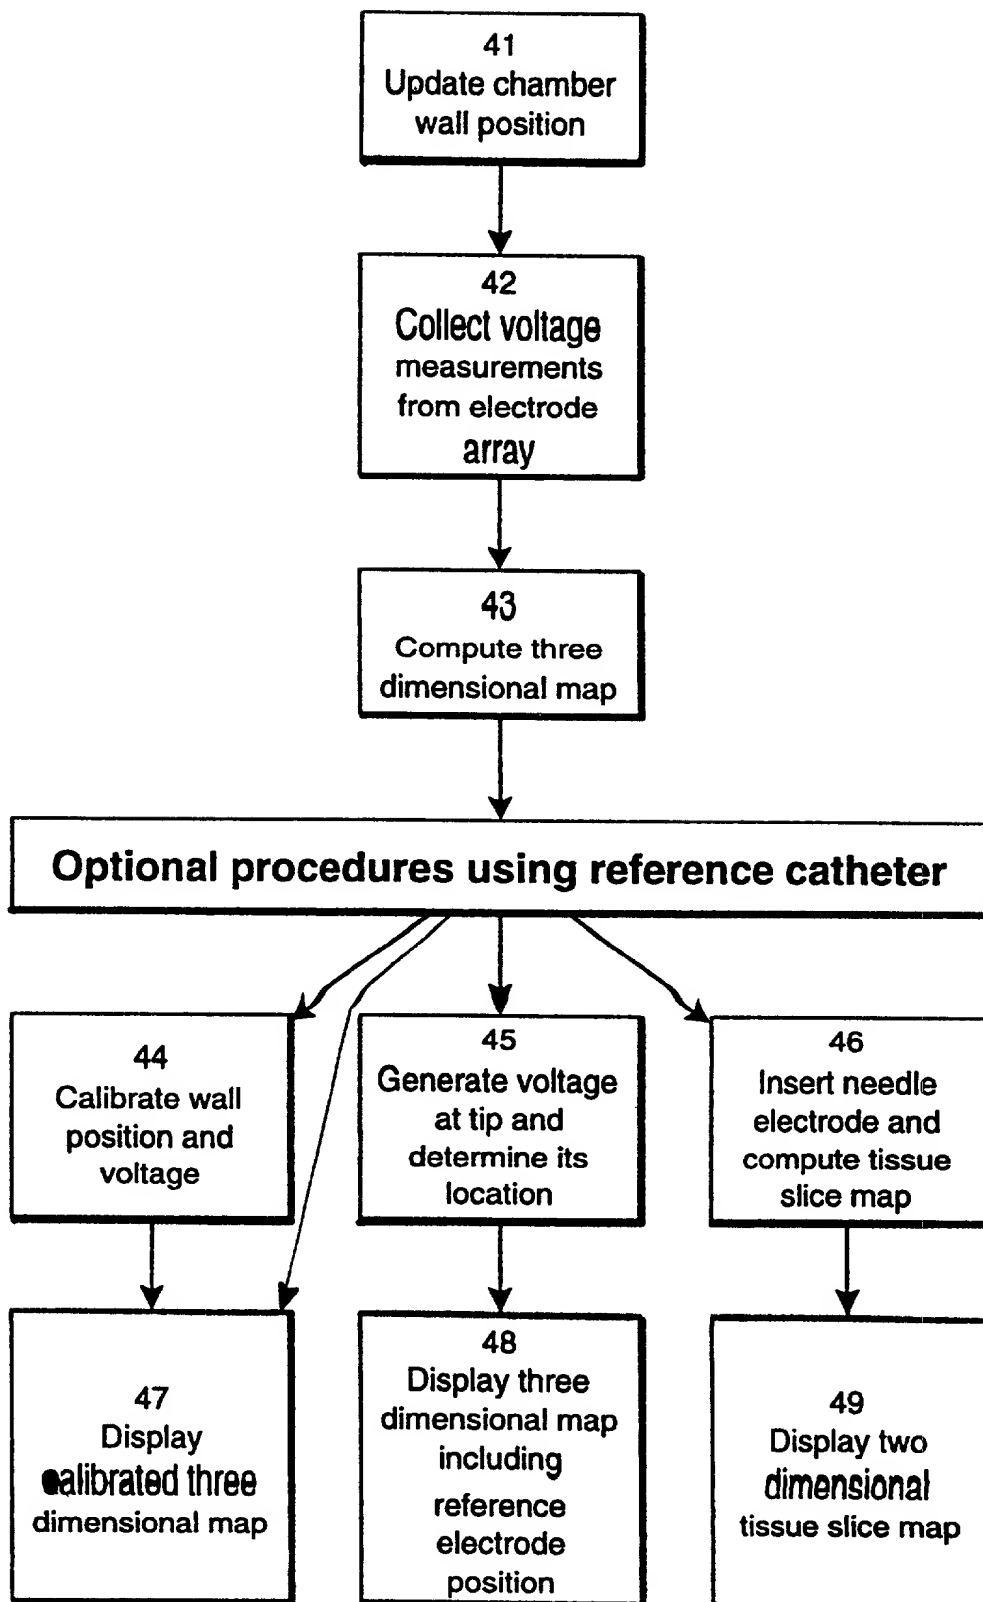 41
Update chamber
wall position
42
Collect voltage
measurements
from electrode
array
43
Compute three
dimensional map
Optional procedures using reference catheter
44
Calibrate wall
position and
voltage
45
Generate voltage
at tip and
determine its
location
46
Insert needle
electrode and
compute tissue
slice map
47
Display
calibrated three
dimensional map
48
Display three
dimensional map
including
reference
electrode
position
49
Display two
dimensional
tissue slice map